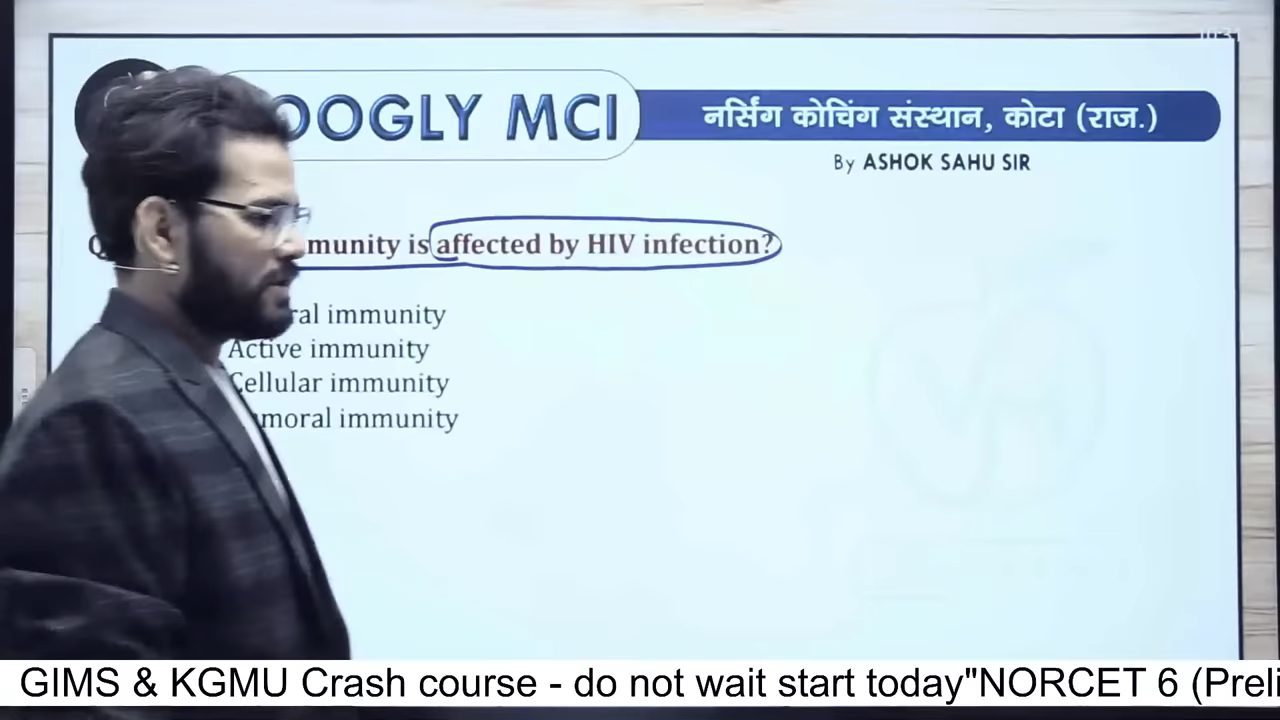 OOGLY MCI
नर्सिंग कोचिंग संस्थान, कोटा (राज.)
By ASHOK SAHU SIR
munity is affected by HIV infection?
ral immunity
Active immunity
Cellular immunity
moral immunity
GIMS & KGMU Crash course - do not wait start today"NORCET 6 (Preli